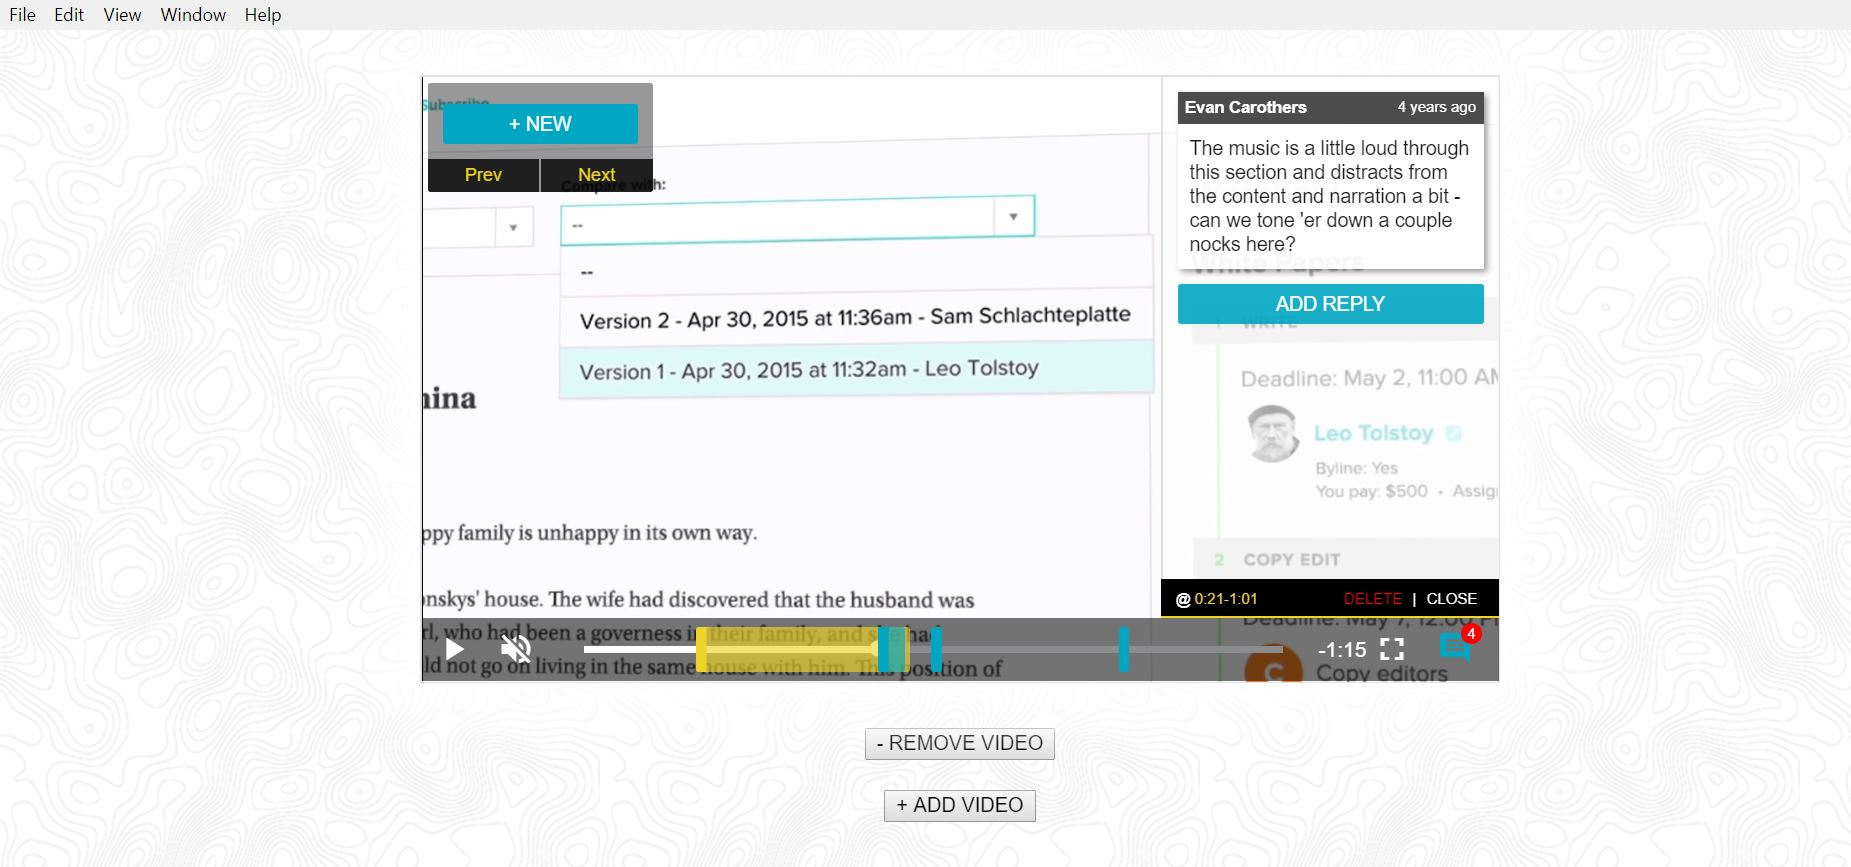 File Edit View Window Help
Subscribe
+ NEW
Prev Next
Compare with:
--
--
Version 2 - Apr 30, 2015 at 11:36am - Sam Schlachteplatte
Version 1 - Apr 30, 2015 at 11:32am - Leo Tolstoy
nina
ppy family is unhappy in its own way.
onskys' house. The wife had discovered that the husband was
rl, who had been a governess in their family, and she had
ld not go on living in the same house with him. This position of
Evan Carothers 4 years ago
The music is a little loud through
this section and distracts from
the content and narration a bit -
can we tone 'er down a couple
nocks here?
White Papers
ADD REPLY
1 WRITE
Deadline: May 2, 11:00 AM
Leo Tolstoy
Byline: Yes
You pay: $500 • Assig
2 COPY EDIT
@ 0:21-1:01 DELETE | CLOSE
Deadline: May 7, 12:00 P
-1:15 4
C Copy editors
- REMOVE VIDEO
+ ADD VIDEO